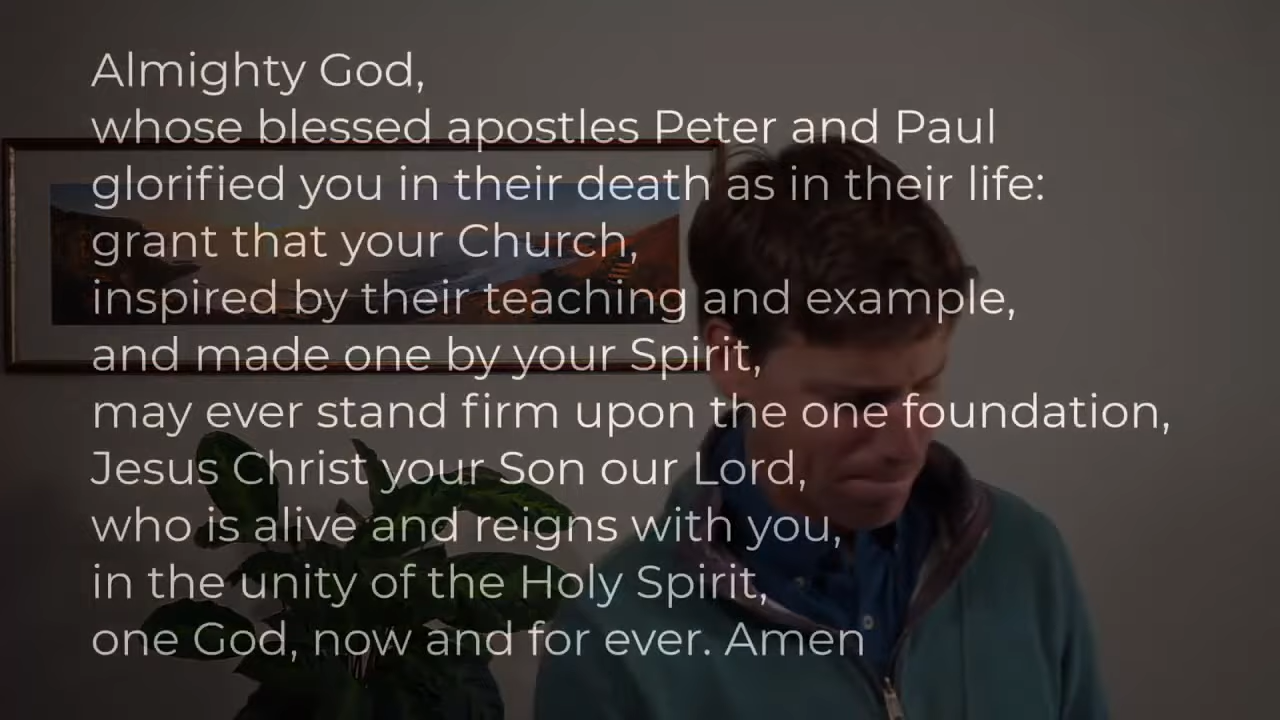 Almighty God,
whose blessed apostles Peter and Paul
glorified you in their death as in their life:
grant that your Church,
inspired by their teaching and example,
and made one by your Spirit,
may ever stand firm upon the one foundation,
Jesus Christ your Son our Lord,
who is alive and reigns with you,
in the unity of the Holy Spirit,
one God, now and for ever. Amen